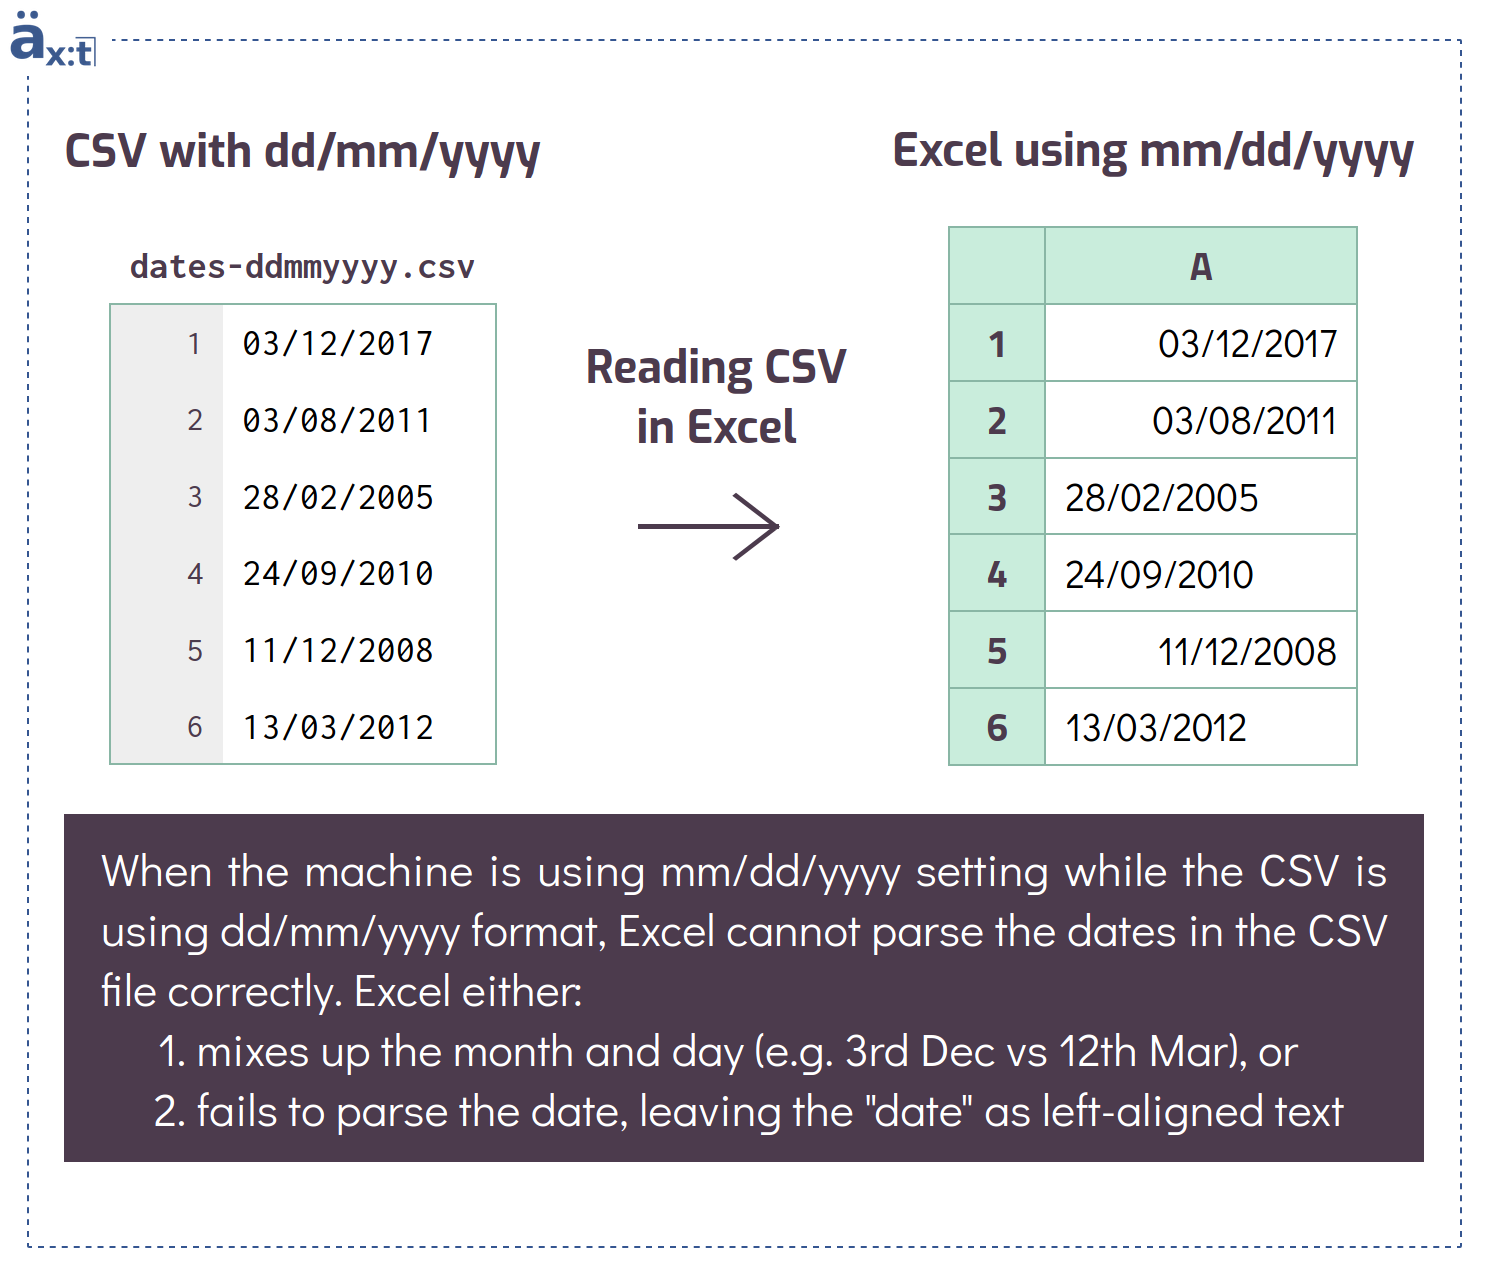 äx:t
CSV with dd/mm/yyyy
Excel using mm/dd/yyyy
dates-ddmmyyyy.csv
1 03/12/2017
2 03/08/2011
3 28/02/2005
4 24/09/2010
5 11/12/2008
6 13/03/2012
Reading CSV
in Excel
A
1 03/12/2017
2 03/08/2011
3 28/02/2005
4 24/09/2010
5 11/12/2008
6 13/03/2012
When the machine is using mm/dd/yyyy setting while the CSV is
using dd/mm/yyyy format, Excel cannot parse the dates in the CSV
file correctly. Excel either:
1. mixes up the month and day (e.g. 3rd Dec vs 12th Mar), or
2. fails to parse the date, leaving the "date" as left-aligned text